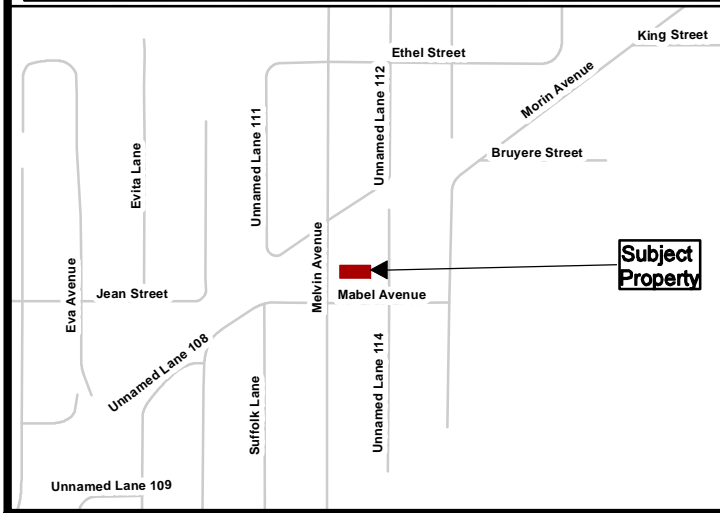 King Street
Ethel Street
Morin Avenue
Unnamed Lane 112
Unnamed Lane 111
Evita Lane
Bruyere Street
Melvin Avenue
Subject
Property
Eva Avenue
Jean Street
Mabel Avenue
Unnamed Lane 108
Suffolk Lane
Unnamed Lane 114
Unnamed Lane 109